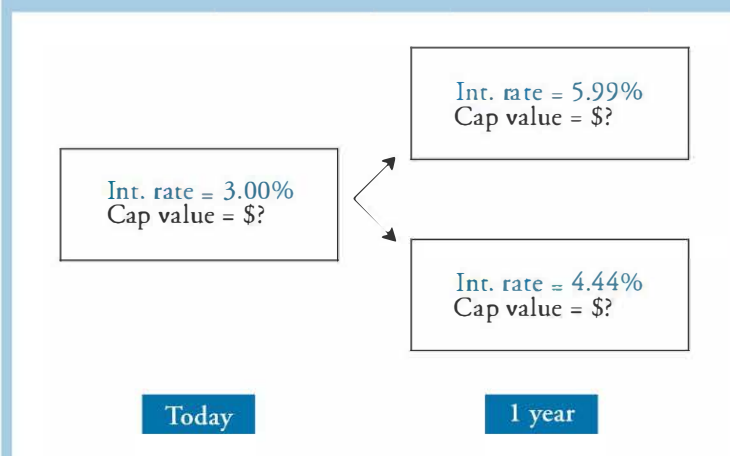 Int. rate = 5.99%
Cap value = $?
Int. rate = 3.00%
Cap value = $?
Int. rate = 4.44%
Cap value = $?
Today
1 year